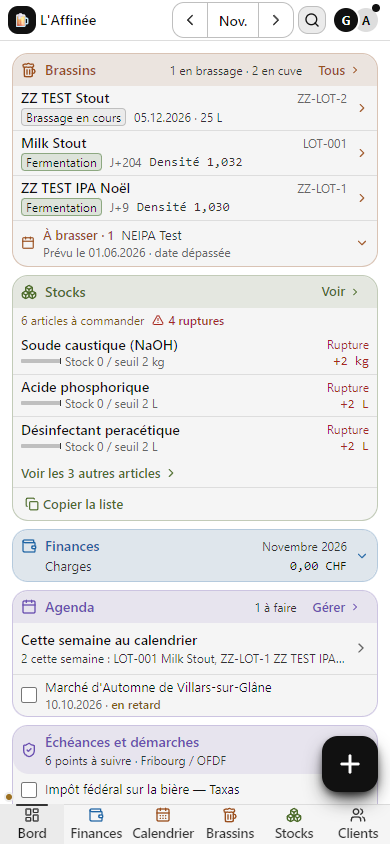 L'Affinée
Nov.
G A
Brassins 1 en brassage · 2 en cuve Tous
ZZ TEST Stout ZZ-LOT-2
Brassage en cours 05.12.2026 · 25 L
Milk Stout LOT-001
Fermentation J+204 Densité 1,032
ZZ TEST IPA Noël ZZ-LOT-1
Fermentation J+9 Densité 1,030
À brasser · 1 NEIPA Test
Prévu le 01.06.2026 · date dépassée
Stocks Voir
6 articles à commander 4 ruptures
Soude caustique (NaOH) Rupture
Stock 0 / seuil 2 kg +2 kg
Acide phosphorique Rupture
Stock 0 / seuil 2 L +2 L
Désinfectant peracétique Rupture
Stock 0 / seuil 2 L +2 L
Voir les 3 autres articles
Copier la liste
Finances Novembre 2026
Charges 0,00 CHF
Agenda 1 à faire Gérer
Cette semaine au calendrier
2 cette semaine : LOT-001 Milk Stout, ZZ-LOT-1 ZZ TEST IPA...
Marché d'Automne de Villars-sur-Glâne
10.10.2026 · en retard
Échéances et démarches
6 points à suivre · Fribourg / OFDF
Impôt fédéral sur la bière — Taxas
Bord Finances Calendrier Brassins Stocks Clients